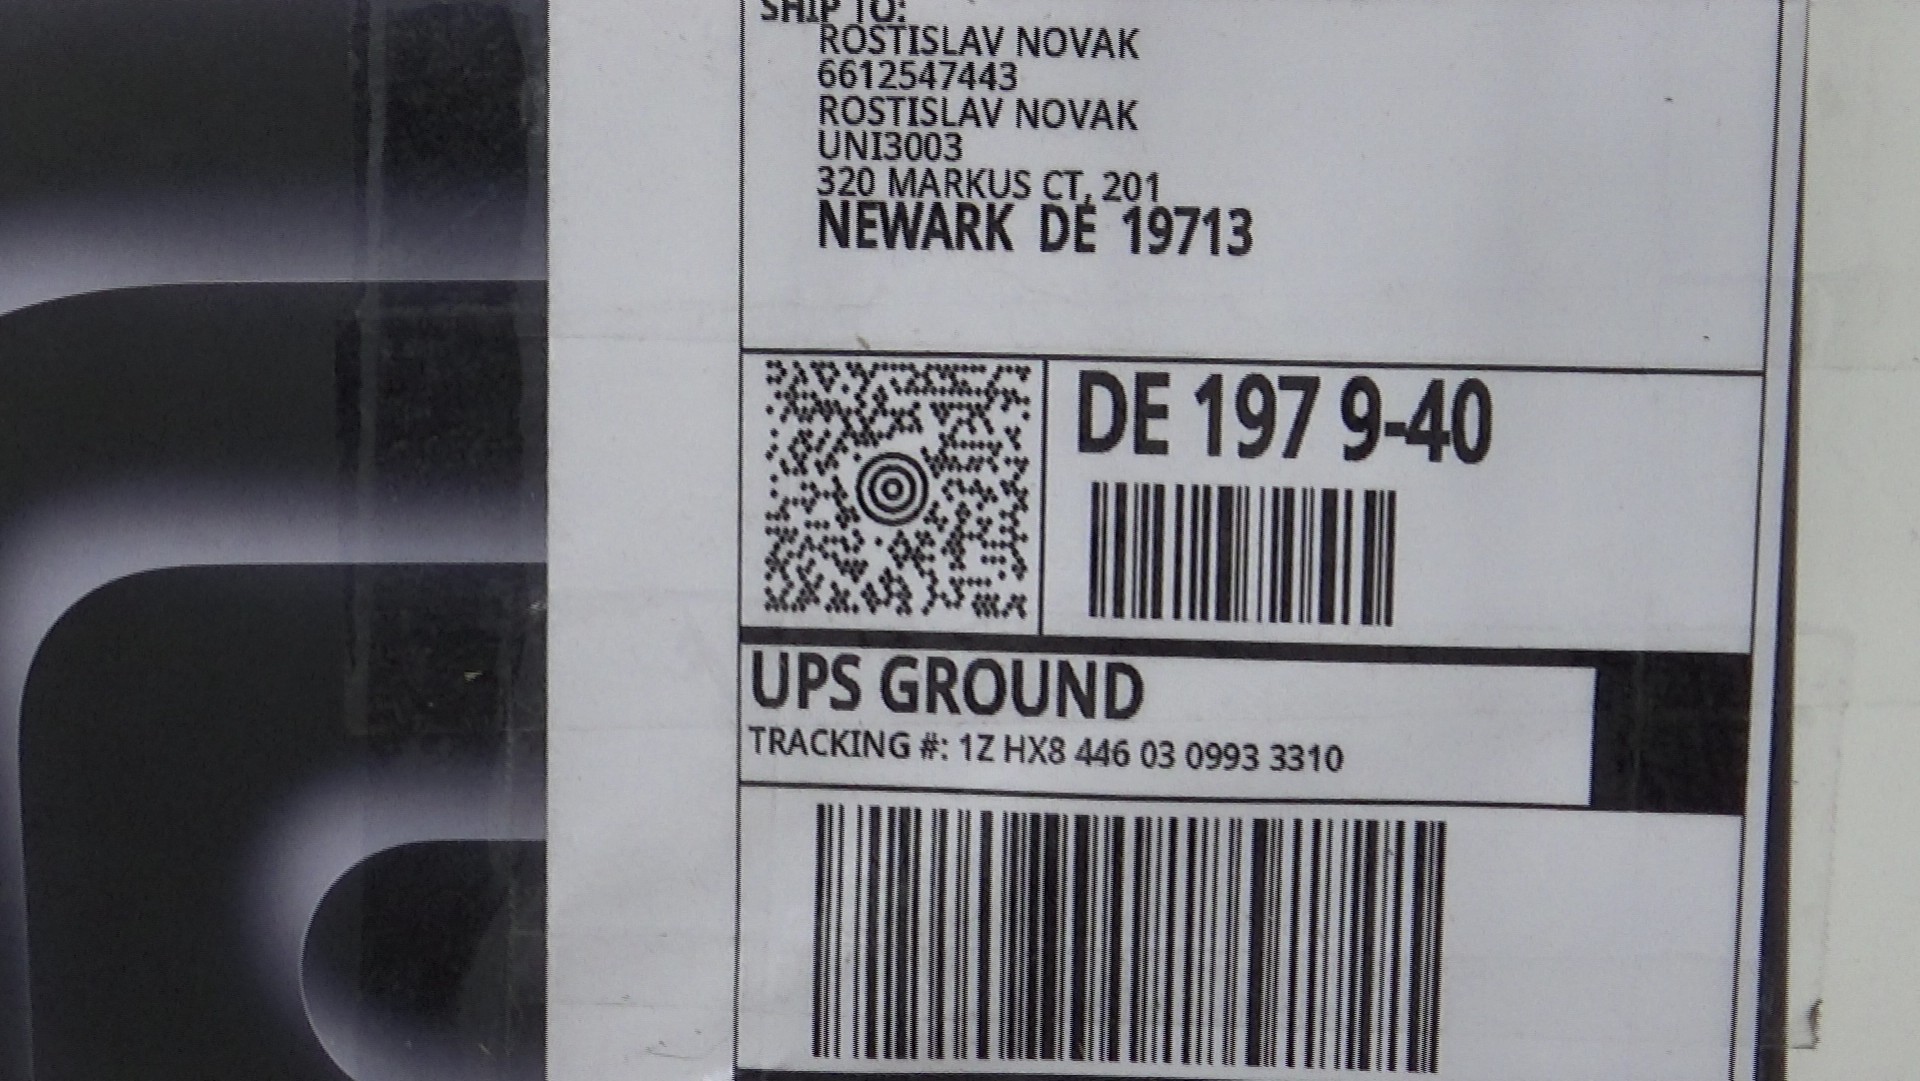 SHIP TO:
ROSTISLAV NOVAK
6612547443
ROSTISLAV NOVAK
UNI3003
320 MARKUS CT, 201
NEWARK DE 19713
DE 197 9-40
UPS GROUND
TRACKING #: 1Z HX8 446 03 0993 3310